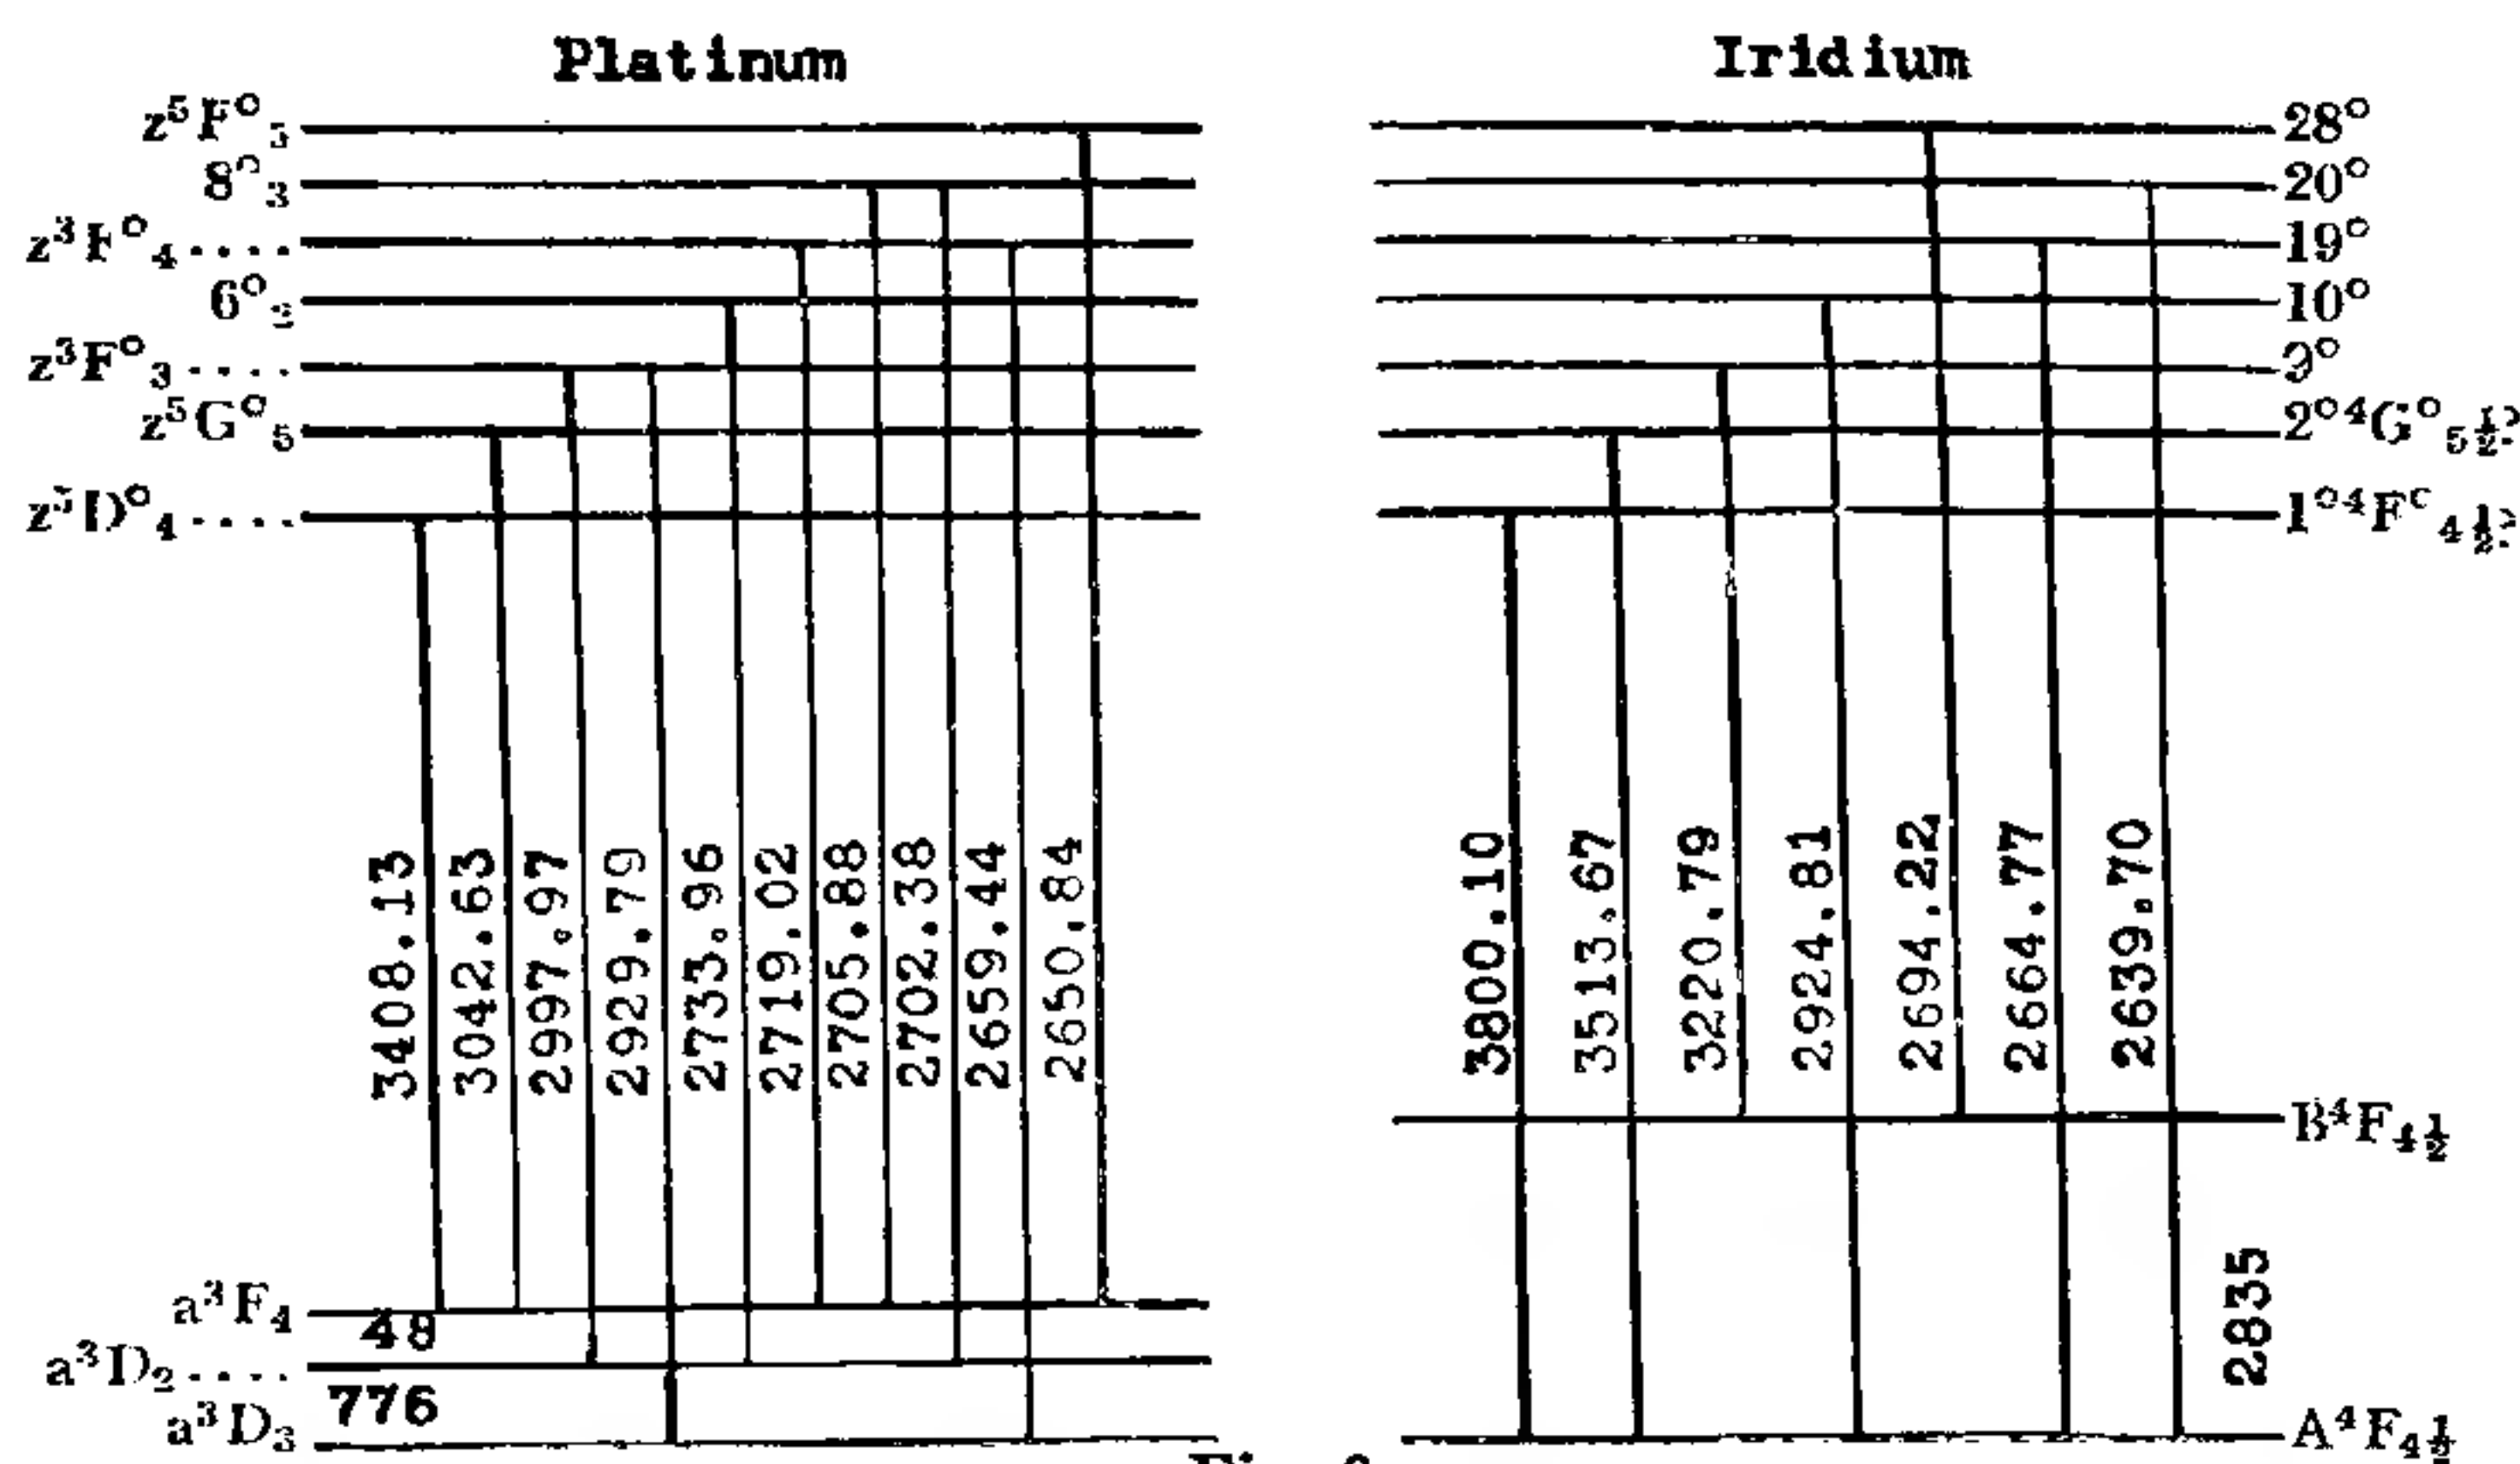 Platinum
z⁵F°₃
8°₃
z³F°₄....
6°₂
z³F°₃....
z⁵G°₅
z⁵D°₄....
3408.13
3042.63
2997.97
2929.79
2733.96
2719.02
2705.88
2702.38
2659.44
2650.84
a³F₄
48
a³D₂....
776
a³D₃
Iridium
28°
20°
19°
10°
9°
2°⁴G°₅½?
1°⁴F°₄½?
3800.10
3513.67
3220.79
2924.81
2694.22
2664.77
2639.70
B⁴F₄½
2835
A⁴F₄½